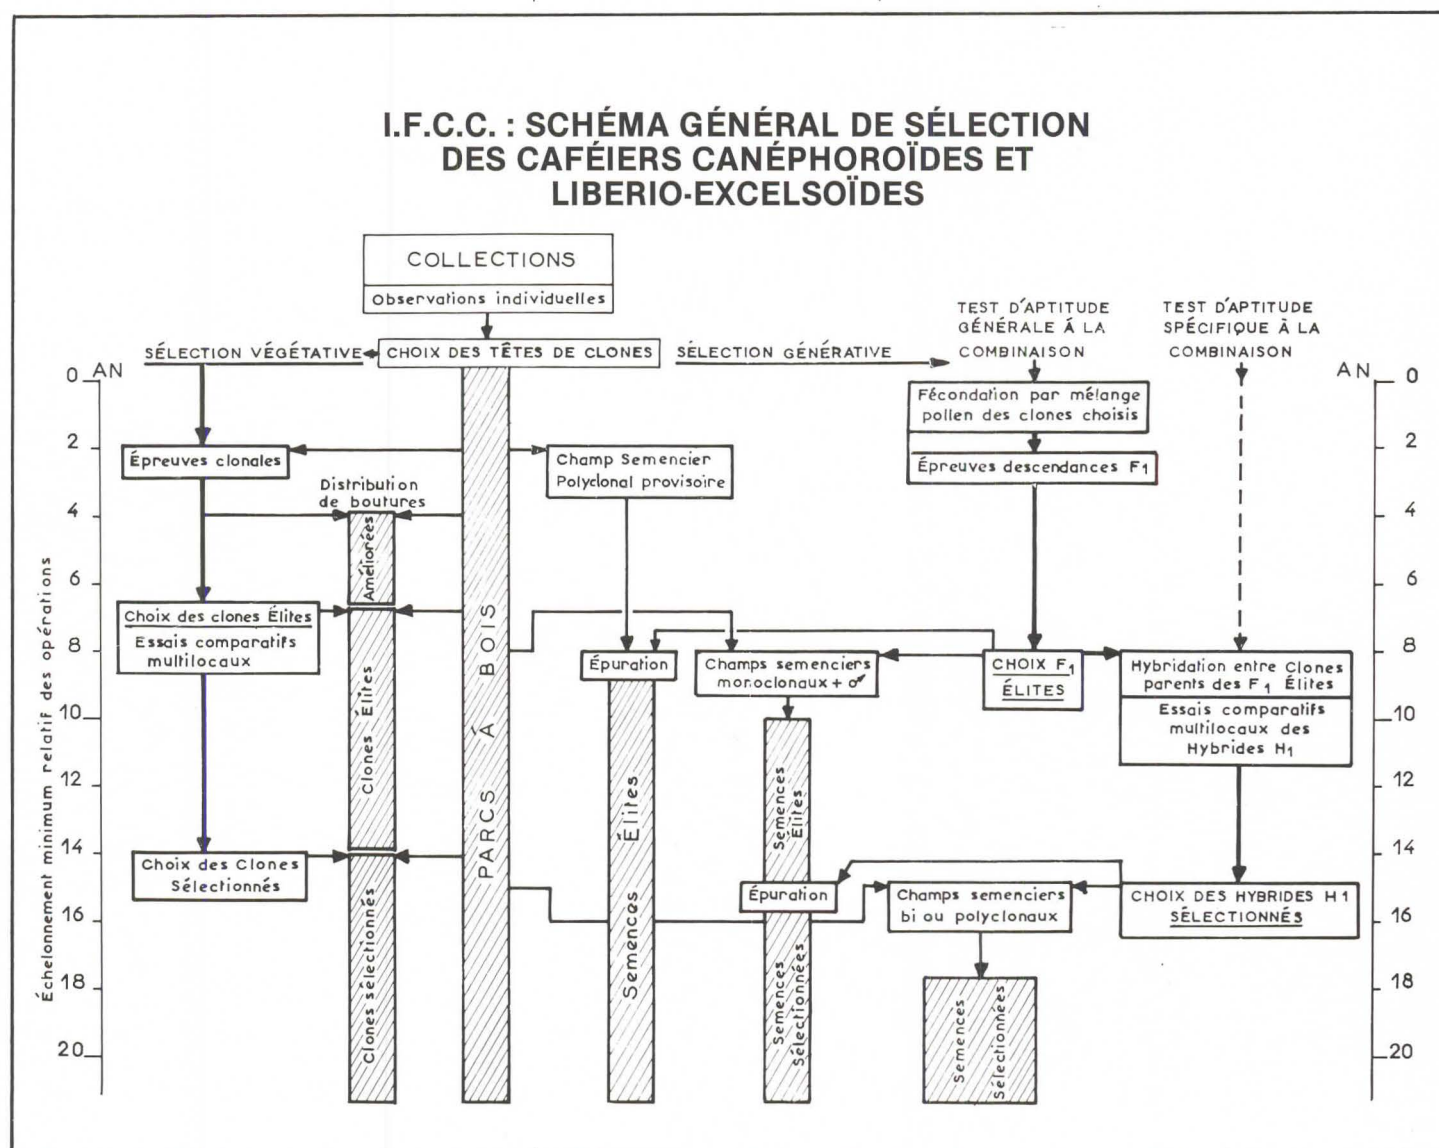 I.F.C.C. : SCHÉMA GÉNÉRAL DE SÉLECTION
DES CAFÉIERS CANÉPHOROÏDES ET
LIBERIO-EXCELSOÏDES
COLLECTIONS
Observations individuelles
CHOIX DES TÊTES DE CLONES
SÉLECTION VÉGÉTATIVE
SÉLECTION GÉNÉRATIVE
TEST D'APTITUDE
GÉNÉRALE Á LA
COMBINAISON
TEST D'APTITUDE
SPÉCIFIQUE À LA
COMBINAISON
0 AN
2
4
6
8
10
12
14
16
18
20
Échelonnement minimum relatif des opérations
Épreuves clonales
Distribution
de boutures
Améliorées
Choix des clones Élites
Essais comparatifs
multilocaux
Clones Élites
Choix des Clones
Sélectionnés
Clones sélectionnés
PARCS À BOIS
Champ Semencier
Polyclonal provisoire
Épuration
Semences Élites
Champs semenciers
monoclonaux + ♂
Semences
Élites
Épuration
Semences
Sélectionnées
Fécondation par mélange
pollen des clones choisis
Épreuves descendances F1
CHOIX F1
ÉLITES
Hybridation entre Clones
parents des F1 Élites
Essais comparatifs
multilocaux des
Hybrides H1
Champs semenciers
bi ou polyclonaux
Semences
Sélectionnées
CHOIX DES HYBRIDES H1
SÉLECTIONNÉS
AN 0
2
4
6
8
10
12
14
16
18
20